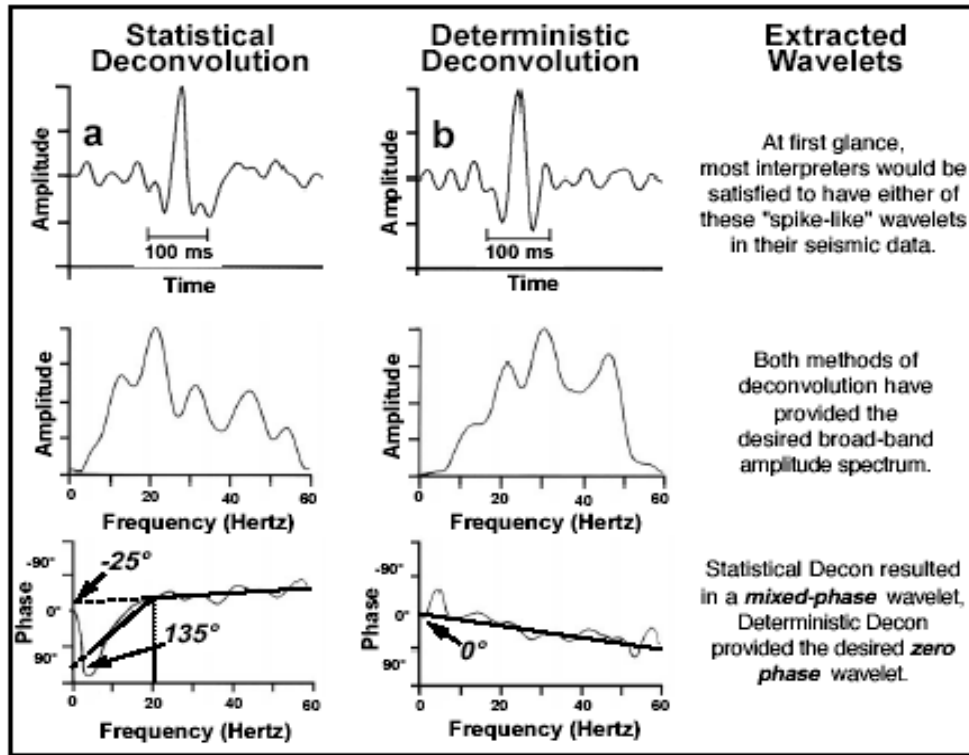 Statistical
Deconvolution
Deterministic
Deconvolution
Extracted
Wavelets
a
Amplitude
100 ms
Time
b
Amplitude
100 ms
Time
At first glance,
most interpreters would be
satisfied to have either of
these "spike-like" wavelets
in their seismic data.
Amplitude
0 20 40 60
Frequency (Hertz)
Amplitude
0 20 40 60
Frequency (Hertz)
Both methods of
deconvolution have
provided the
desired broad-band
amplitude spectrum.
Phase
-90°
0°
90°
-25°
135°
0 20 40 60
Frequency (Hertz)
Phase
-90°
0°
90°
0°
0 20 40 60
Frequency (Hertz)
Statistical Decon resulted
in a mixed-phase wavelet,
Deterministic Decon
provided the desired zero
phase wavelet.